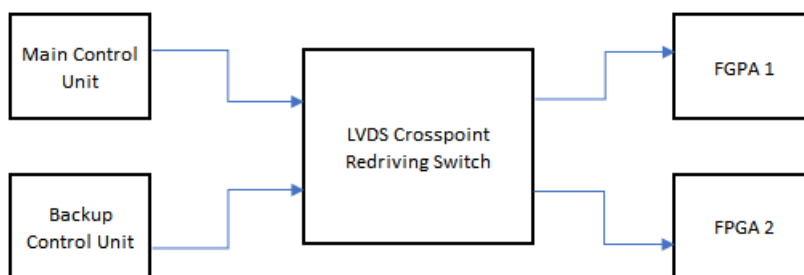 Main Control
Unit
FGPA 1
LVDS Crosspoint
Redriving Switch
Backup
Control Unit
FPGA 2